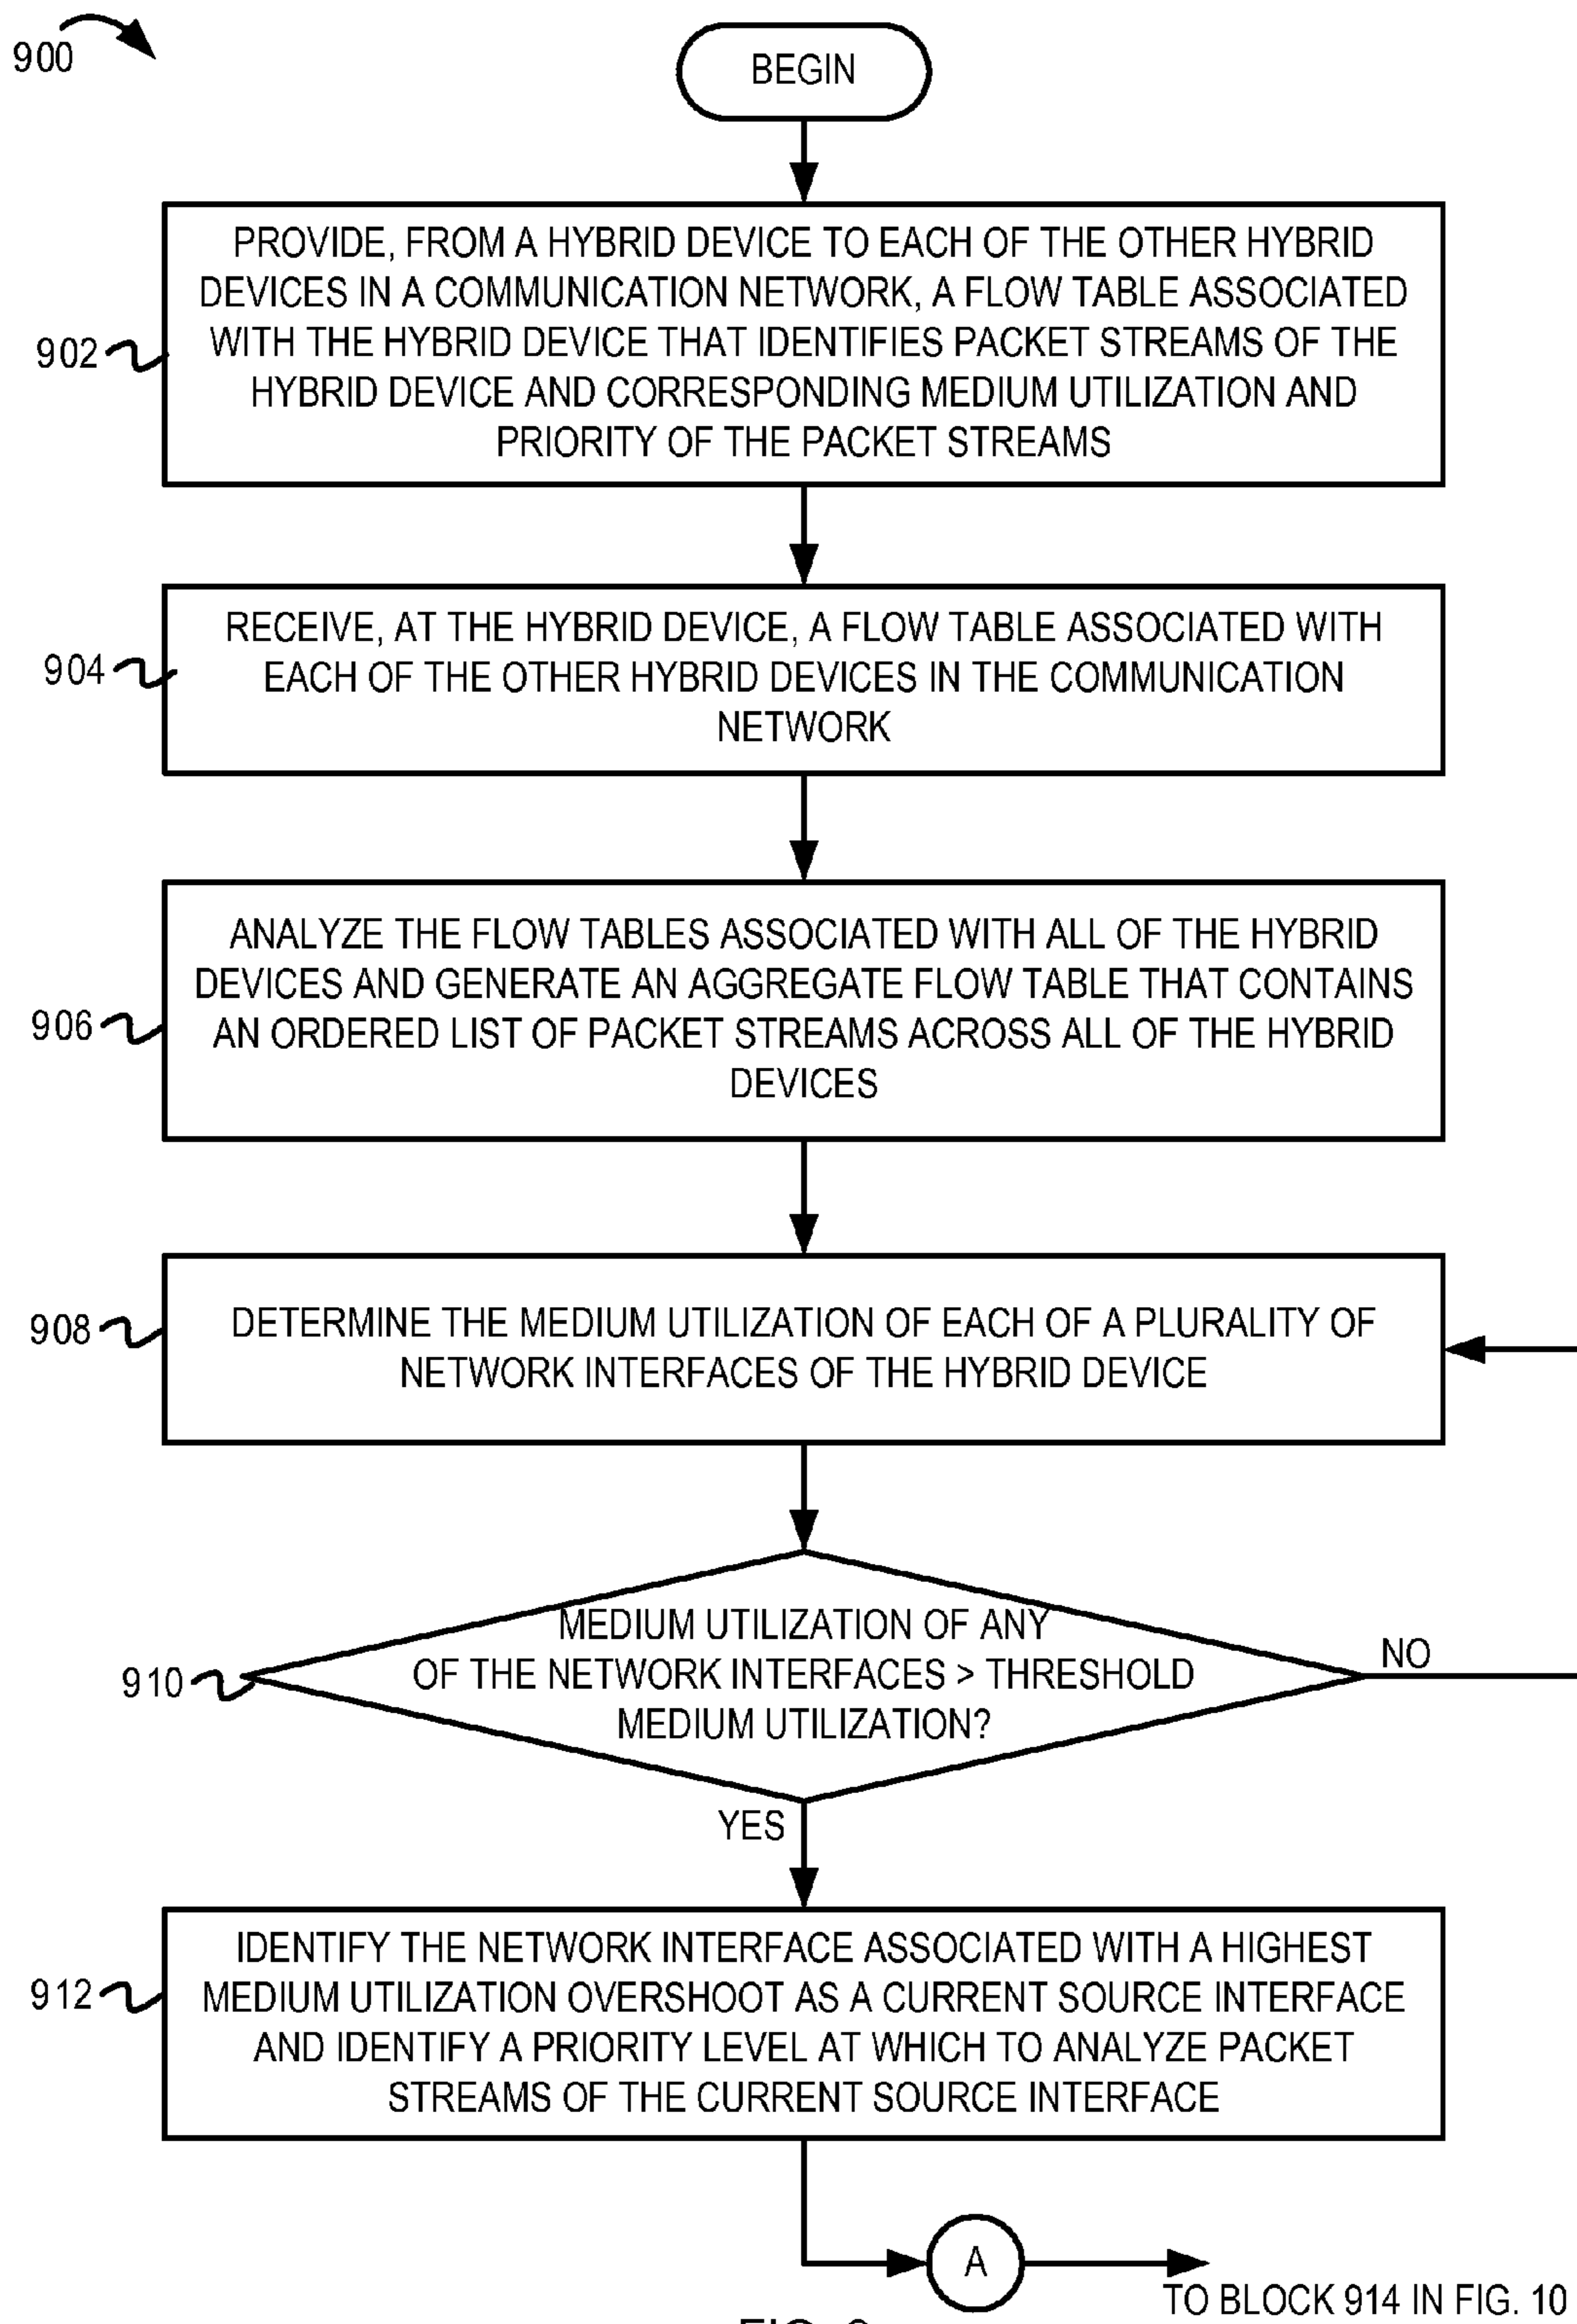 900
BEGIN
PROVIDE, FROM A HYBRID DEVICE TO EACH OF THE OTHER HYBRID
DEVICES IN A COMMUNICATION NETWORK, A FLOW TABLE ASSOCIATED
WITH THE HYBRID DEVICE THAT IDENTIFIES PACKET STREAMS OF THE
HYBRID DEVICE AND CORRESPONDING MEDIUM UTILIZATION AND
PRIORITY OF THE PACKET STREAMS
902
RECEIVE, AT THE HYBRID DEVICE, A FLOW TABLE ASSOCIATED WITH
EACH OF THE OTHER HYBRID DEVICES IN THE COMMUNICATION
NETWORK
904
ANALYZE THE FLOW TABLES ASSOCIATED WITH ALL OF THE HYBRID
DEVICES AND GENERATE AN AGGREGATE FLOW TABLE THAT CONTAINS
AN ORDERED LIST OF PACKET STREAMS ACROSS ALL OF THE HYBRID
DEVICES
906
DETERMINE THE MEDIUM UTILIZATION OF EACH OF A PLURALITY OF
NETWORK INTERFACES OF THE HYBRID DEVICE
908
MEDIUM UTILIZATION OF ANY
OF THE NETWORK INTERFACES > THRESHOLD
MEDIUM UTILIZATION?
910
NO
YES
IDENTIFY THE NETWORK INTERFACE ASSOCIATED WITH A HIGHEST
MEDIUM UTILIZATION OVERSHOOT AS A CURRENT SOURCE INTERFACE
AND IDENTIFY A PRIORITY LEVEL AT WHICH TO ANALYZE PACKET
STREAMS OF THE CURRENT SOURCE INTERFACE
912
A
TO BLOCK 914 IN FIG. 10